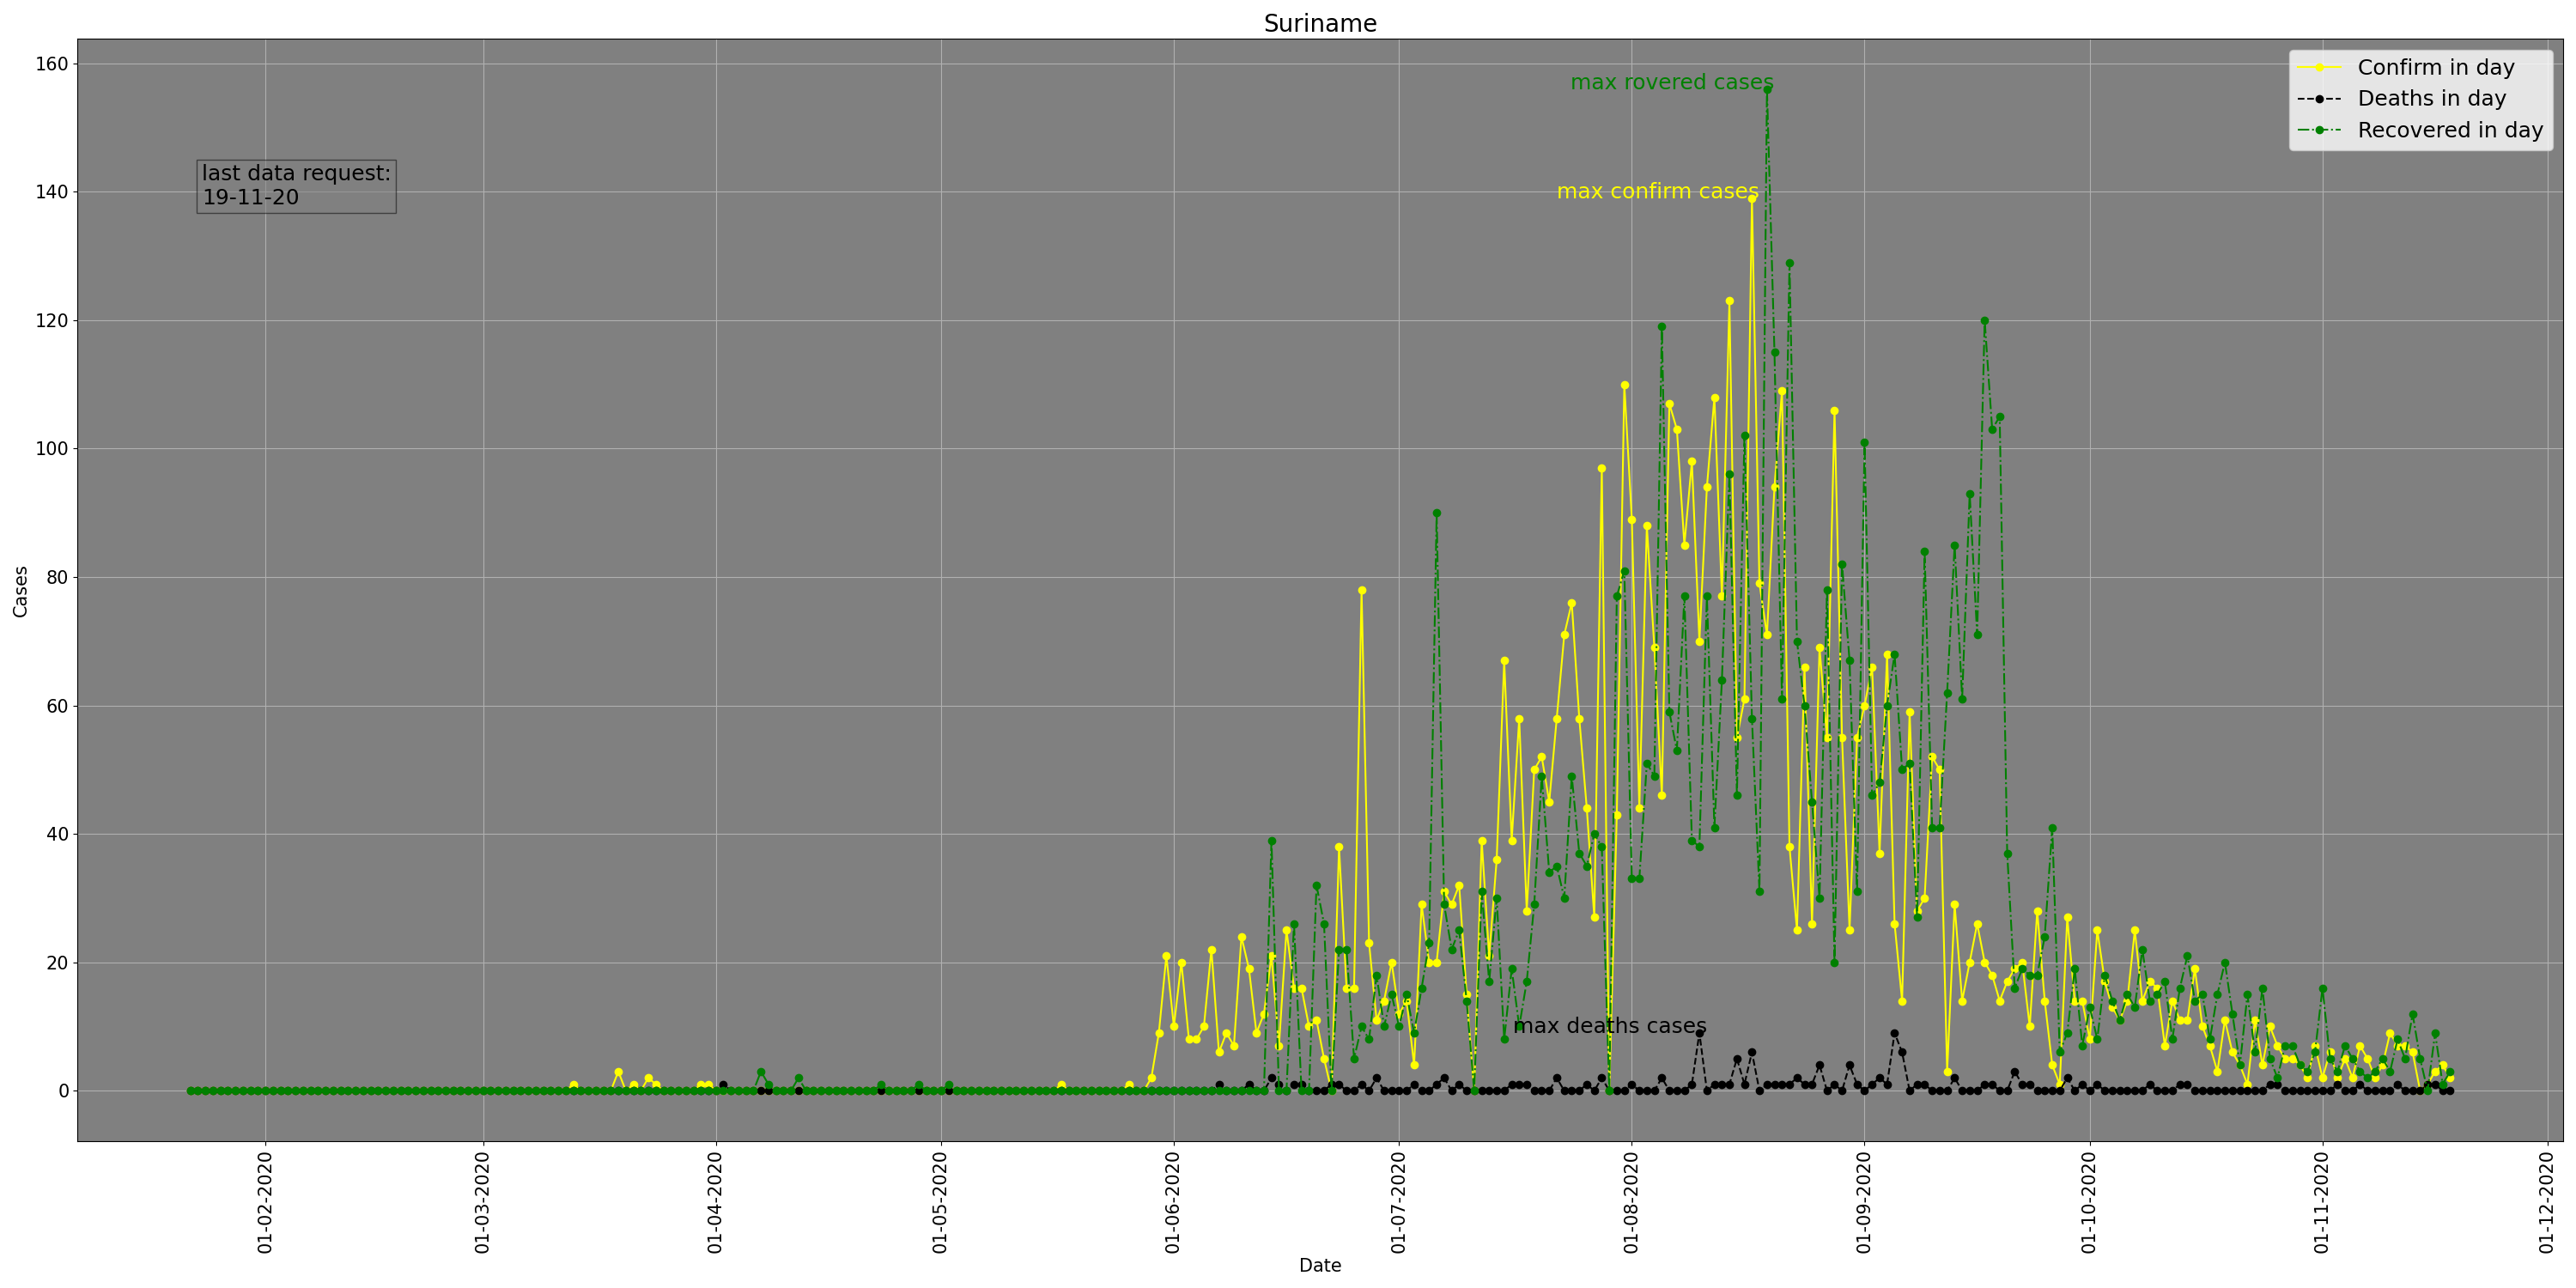 Suriname
160
140
120
100
80
60
40
20
0
Cases
last data request:
19-11-20
max rovered cases
max confirm cases
max deaths cases
Confirm in day
Deaths in day
Recovered in day
01-02-2020
01-03-2020
01-04-2020
01-05-2020
01-06-2020
01-07-2020
01-08-2020
01-09-2020
01-10-2020
01-11-2020
01-12-2020
Date